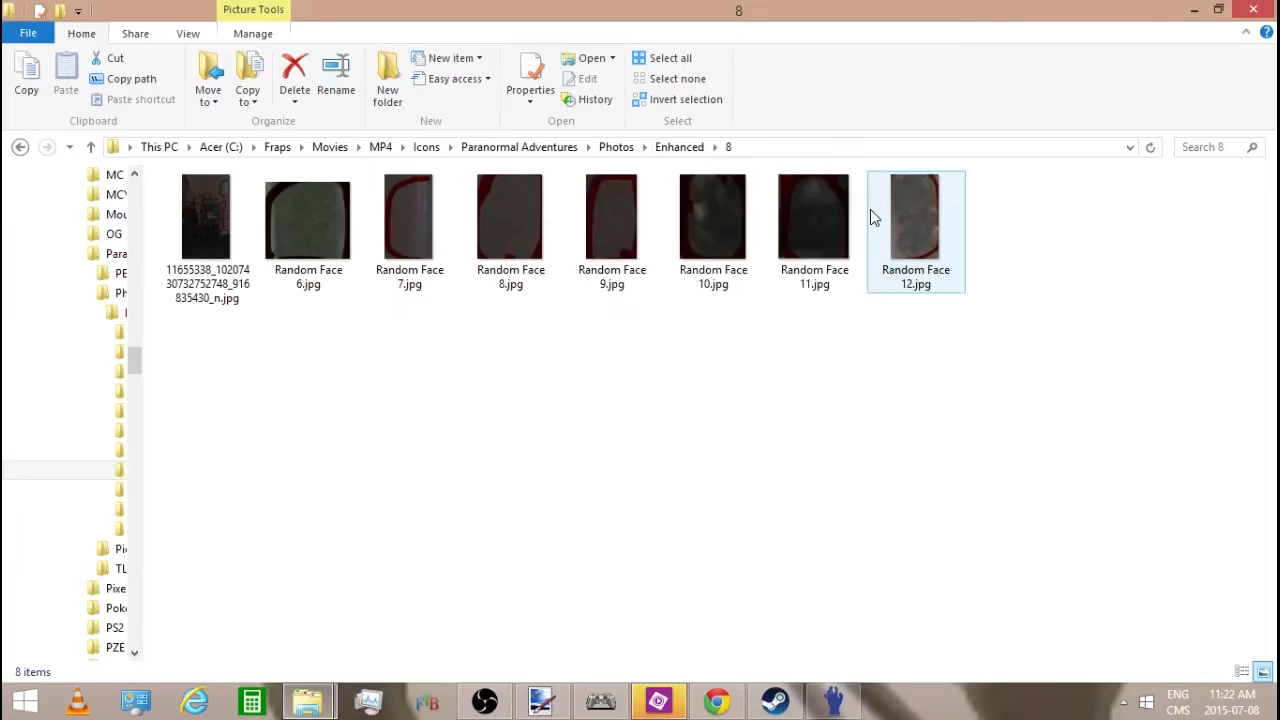 Picture Tools
8
File
Home
Share
View
Manage
Copy
Paste
Cut
Copy path
Paste shortcut
Move to
Copy to
Delete
Rename
New folder
New item
Easy access
Properties
Open
Edit
History
Select all
Select none
Invert selection
Clipboard
Organize
New
Open
Select
This PC
Acer (C:)
Fraps
Movies
MP4
Icons
Paranormal Adventures
Photos
Enhanced
8
Search 8
MC
MC
Mou
OG
Para
PE
Ph
Pi
TL
Pixe
Pok
PS2
PZE
11655338_102074
30732752748_916
835430_n.jpg
Random Face
6.jpg
Random Face
7.jpg
Random Face
8.jpg
Random Face
9.jpg
Random Face
10.jpg
Random Face
11.jpg
Random Face
12.jpg
8 items
ENG
CMS
11:22 AM
2015-07-08